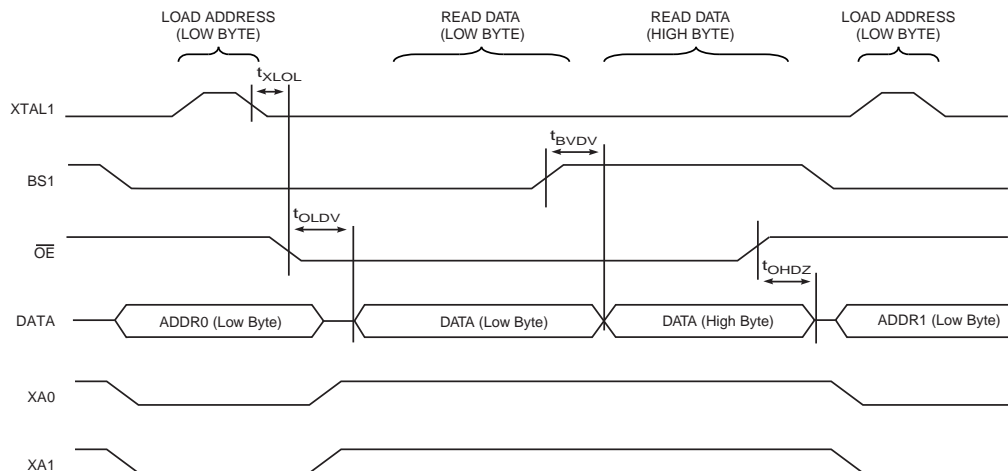 LOAD ADDRESS
(LOW BYTE)
READ DATA
(LOW BYTE)
READ DATA
(HIGH BYTE)
LOAD ADDRESS
(LOW BYTE)
tXLOL
XTAL1
tBVDV
BS1
tOLDV
OE
tOHDZ
DATA
ADDR0 (Low Byte)
DATA (Low Byte)
DATA (High Byte)
ADDR1 (Low Byte)
XA0
XA1